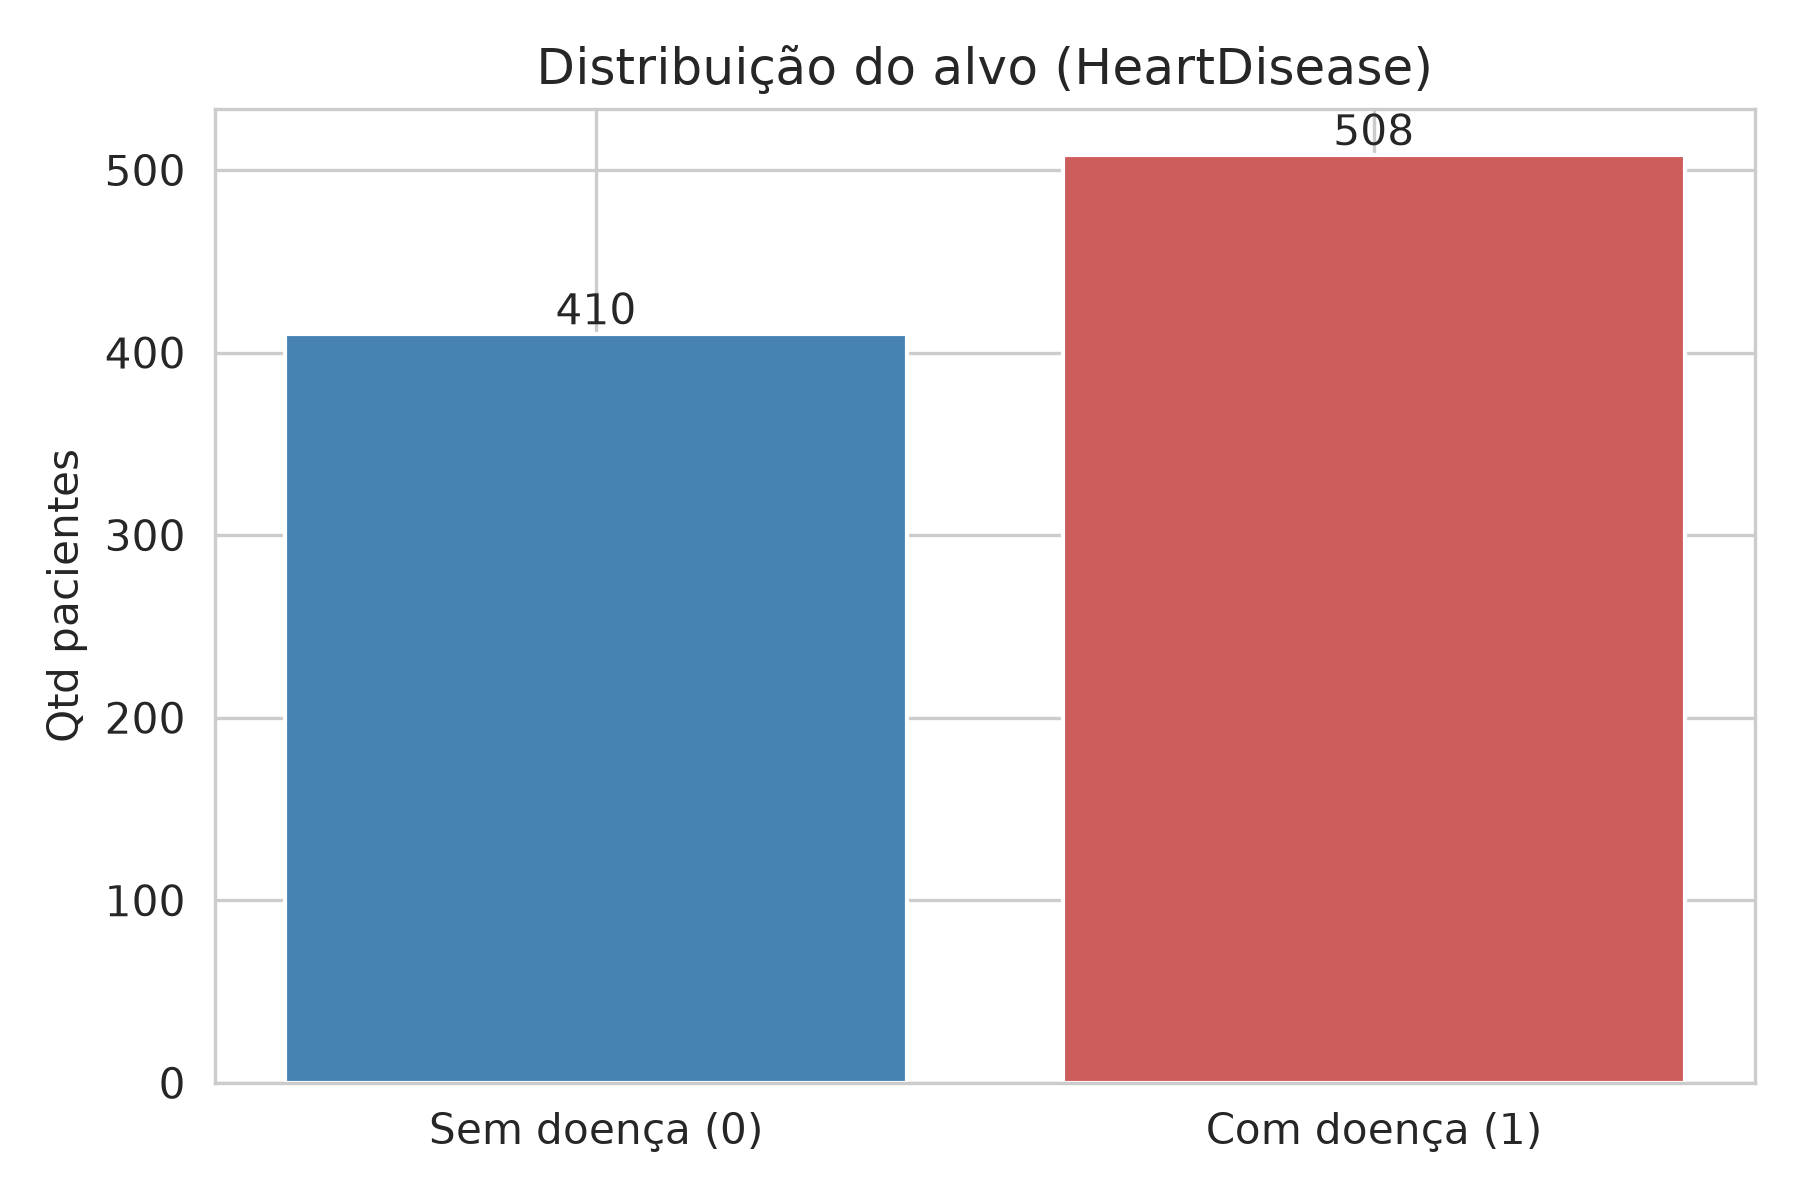 Distribuição do alvo (HeartDisease)
508
500
410
400
300
200
100
0
Qtd pacientes
Sem doença (0)
Com doença (1)